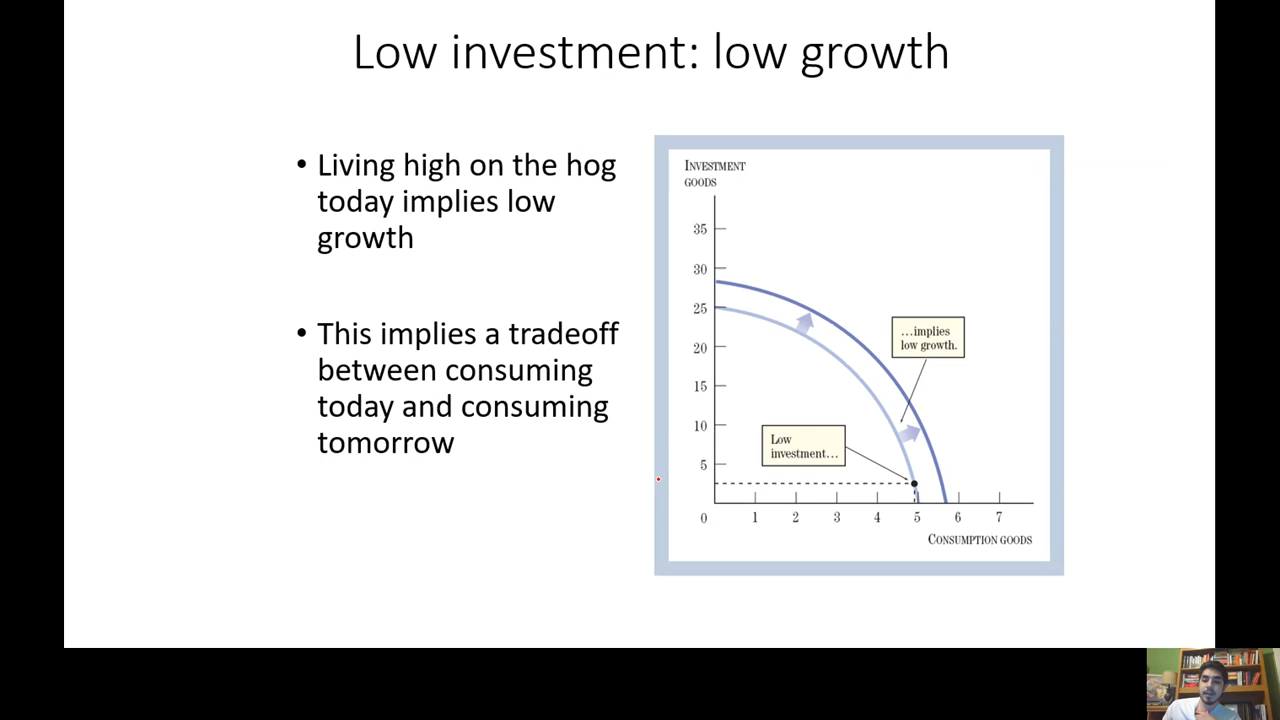 Low investment: low growth
• Living high on the hog
today implies low
growth
• This implies a tradeoff
between consuming
today and consuming
tomorrow
INVESTMENT
GOODS
35
30
25
20
15
10
5
0
1 2 3 4 5 6 7
CONSUMPTION GOODS
...implies
low growth.
Low
investment...